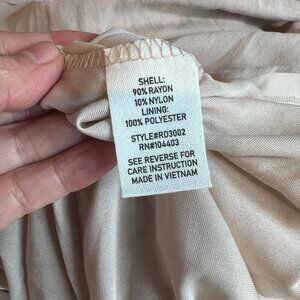 SHELL:
90% RAYON
10% NYLON
LINING:
100% POLYESTER
STYLE#RD3002
RN#104403
SEE REVERSE FOR
CARE INSTRUCTION
MADE IN VIETNAM